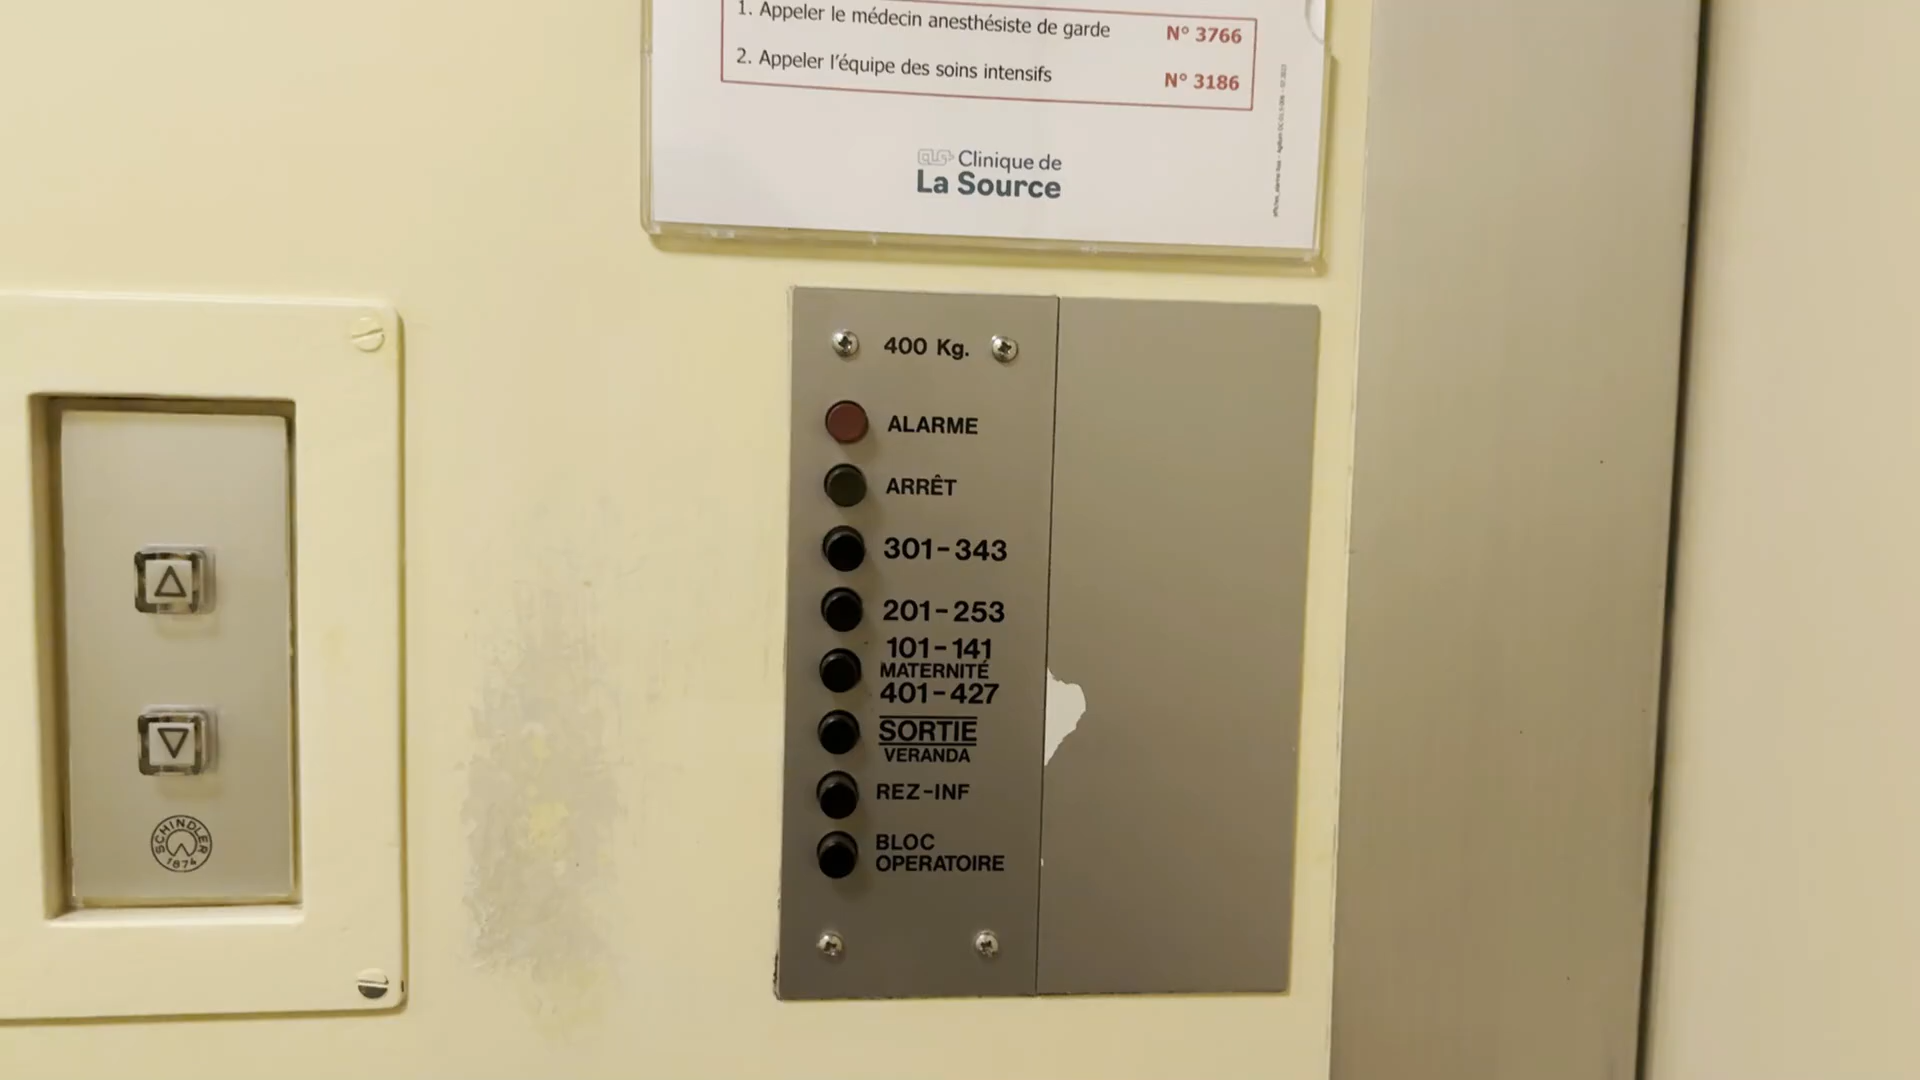 1. Appeler le médecin anesthésiste de garde N° 3766
2. Appeler l'équipe des soins intensifs N° 3186
CLS Clinique de
La Source
400 Kg.
ALARME
ARRÊT
301-343
201-253
101-141
MATERNITÉ
401-427
SORTIE
VERANDA
REZ-INF
BLOC
OPERATOIRE
SCHINDLER
1874